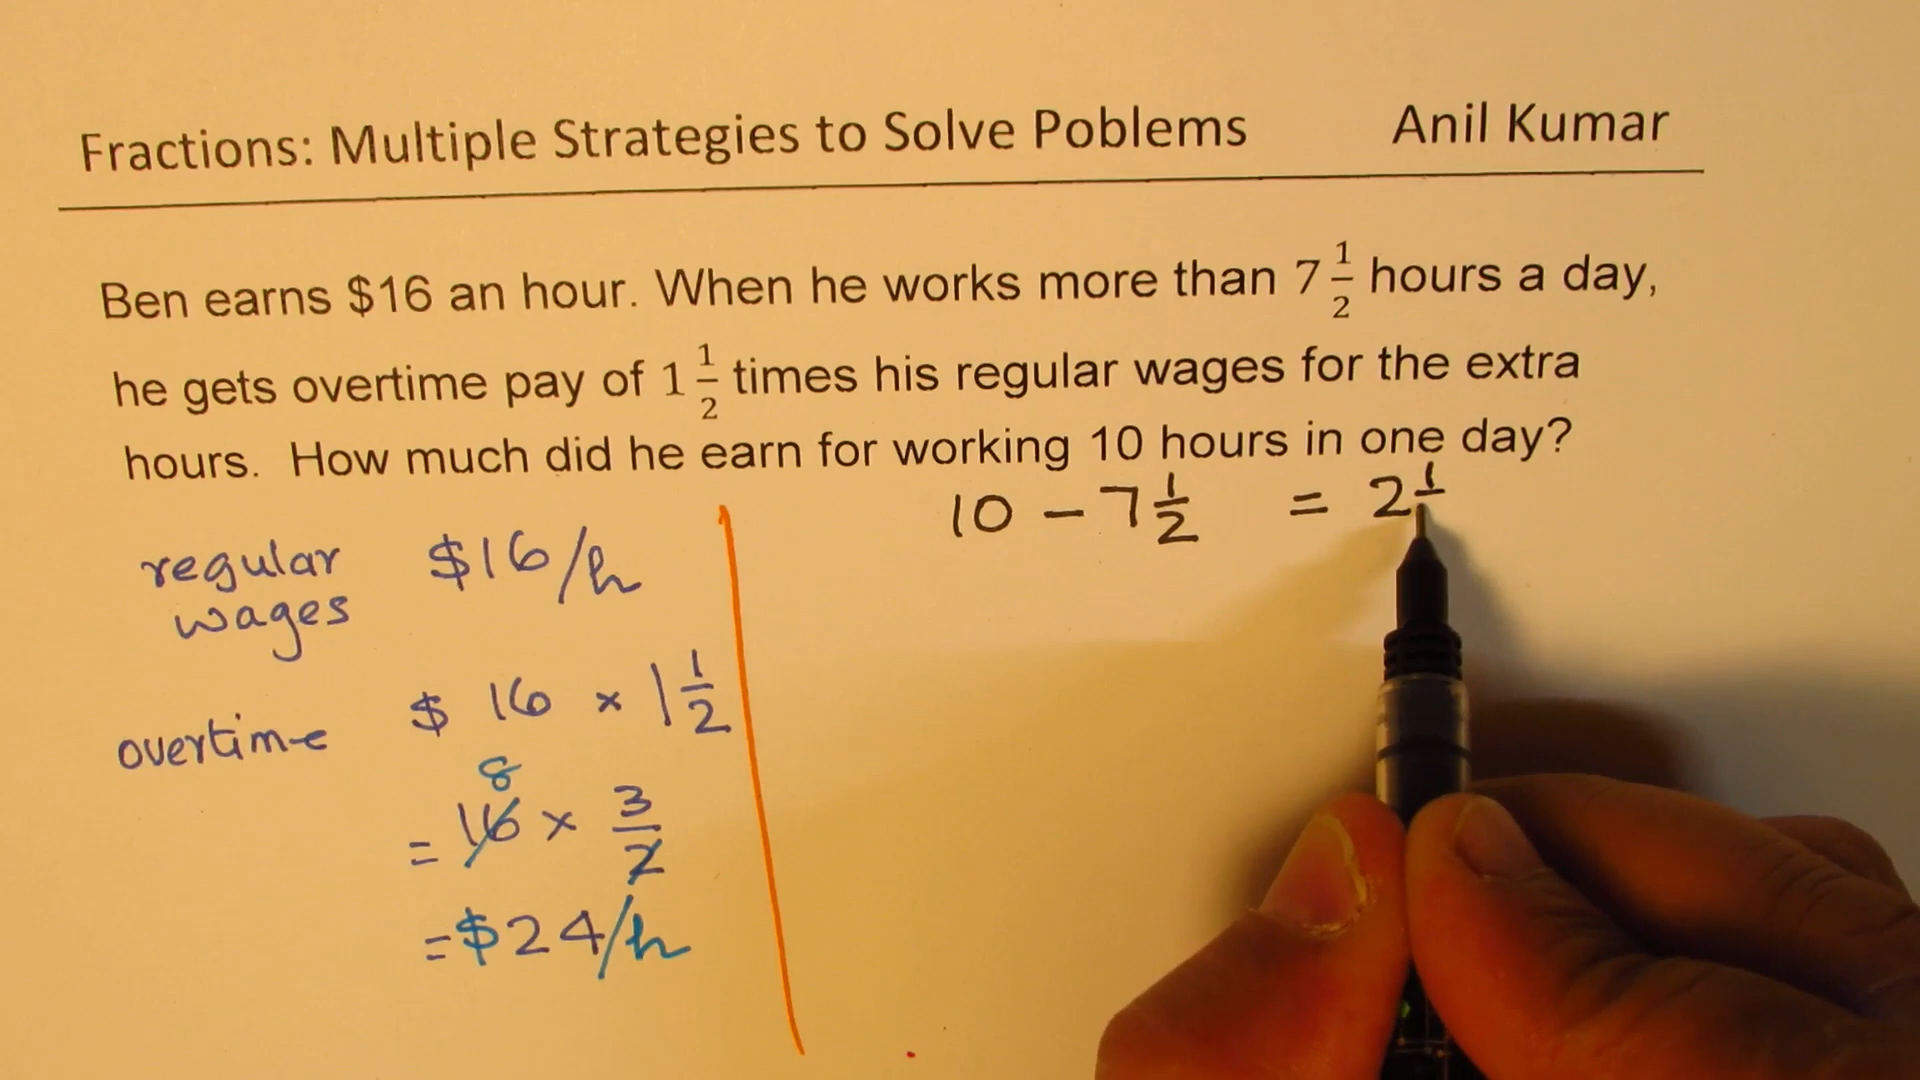 Fractions: Multiple Strategies to Solve Poblems Anil Kumar
Ben earns $16 an hour. When he works more than 7 1/2 hours a day,
he gets overtime pay of 1 1/2 times his regular wages for the extra
hours. How much did he earn for working 10 hours in one day?
regular wages $16/h
overtime $ 16 × 1 1/2
8
= 16 × 3/2
= $24/h
10 - 7 1/2 = 2 1